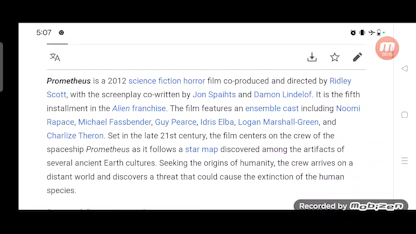 5:07
Prometheus is a 2012 science fiction horror film co-produced and directed by Ridley
Scott, with the screenplay co-written by Jon Spaihts and Damon Lindelof. It is the fifth
installment in the Alien franchise. The film features an ensemble cast including Noomi
Rapace, Michael Fassbender, Guy Pearce, Idris Elba, Logan Marshall-Green, and
Charlize Theron. Set in the late 21st century, the film centers on the crew of the
spaceship Prometheus as it follows a star map discovered among the artifacts of
several ancient Earth cultures. Seeking the origins of humanity, the crew arrives on a
distant world and discovers a threat that could cause the extinction of the human
species.
Recorded by Mobizen